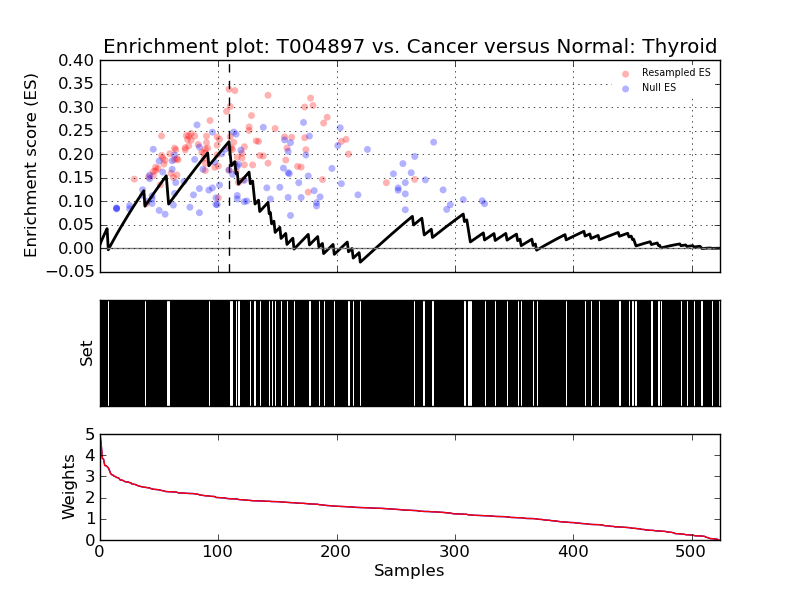 Enrichment plot: T004897 vs. Cancer versus Normal: Thyroid
Enrichment score (ES)
0.40
0.35
0.30
0.25
0.20
0.15
0.10
0.05
0.00
−0.05
Resampled ES
Null ES
Set
Weights
5
4
3
2
1
0
0 100 200 300 400 500
Samples